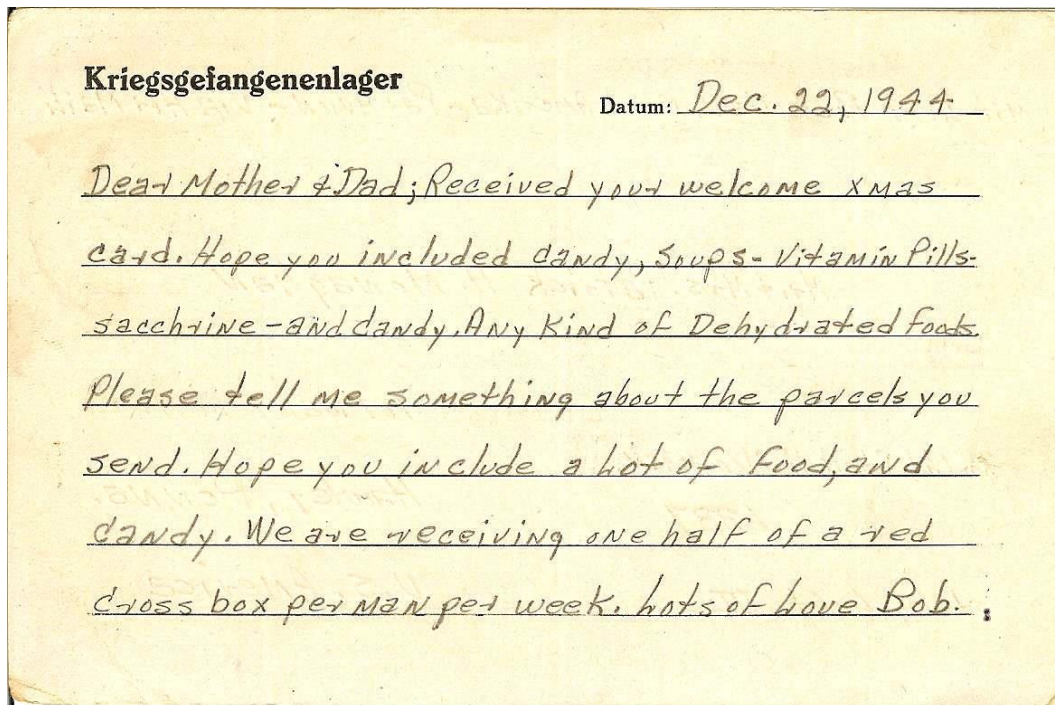 Kriegsgefangenenlager
Datum: Dec. 22, 1944
Dear Mother & Dad; Received your welcome xmas
card. Hope you included candy, soups- Vitamin Pills-
sacchrine-and candy. Any Kind of Dehydrated foods.
Please tell me something about the parcels you
send. Hope you include a Lot of food, and
candy. We are receiving one half of a red
cross box per man per week. Lots of Love Bob.